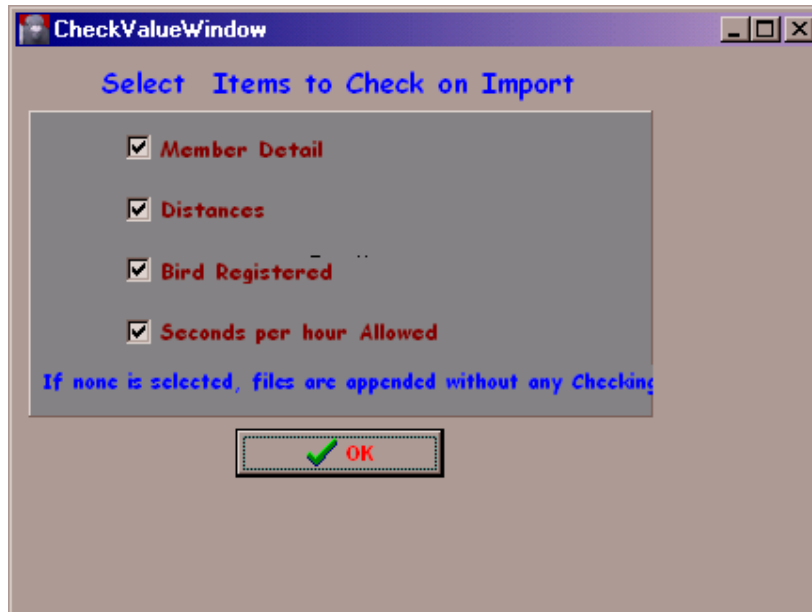 CheckValueWindow
Select Items to Check on Import
Member Detail
Distances
Bird Registered
Seconds per hour Allowed
If none is selected, files are appended without any Checking
OK